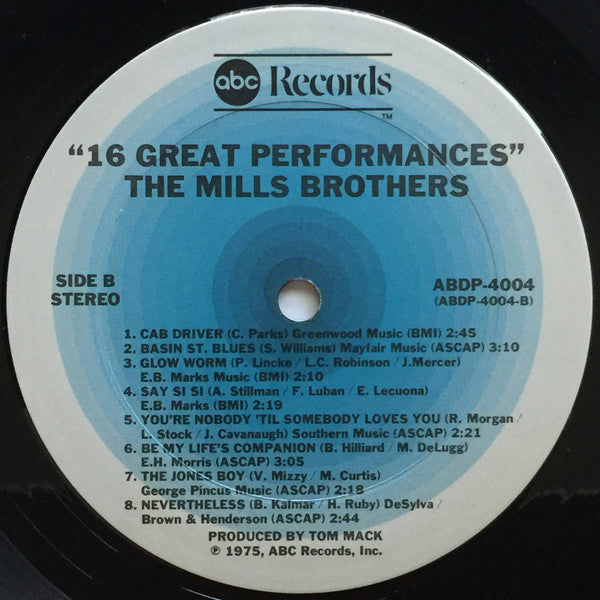 abc Records
TM
"16 GREAT PERFORMANCES"
THE MILLS BROTHERS
SIDE B
STEREO
ABDP-4004
(ABDP-4004-B)
1. CAB DRIVER (C. Parks) Greenwood Music (BMI) 2:45
2. BASIN ST. BLUES (S. Williams) Mayfair Music (ASCAP) 3:10
3. GLOW WORM (P. Lincke / L.C. Robinson / J.Mercer)
E.B. Marks Music (BMI) 2:10
4. SAY SI SI (A. Stillman / F. Luban / E. Lecuona)
E.B. Marks (BMI) 2:19
5. YOU'RE NOBODY 'TIL SOMEBODY LOVES YOU (R. Morgan /
L. Stock / J. Cavanaugh) Southern Music (ASCAP) 2:21
6. BE MY LIFE'S COMPANION (B. Hilliard / M. DeLugg)
E.H. Morris (ASCAP) 3:05
7. THE JONES BOY (V. Mizzy / M. Curtis)
George Pincus Music (ASCAP) 2:18
8. NEVERTHELESS (B. Kalmar / H. Ruby) DeSylva /
Brown & Henderson (ASCAP) 2:44
PRODUCED BY TOM MACK
℗ 1975, ABC Records, Inc.